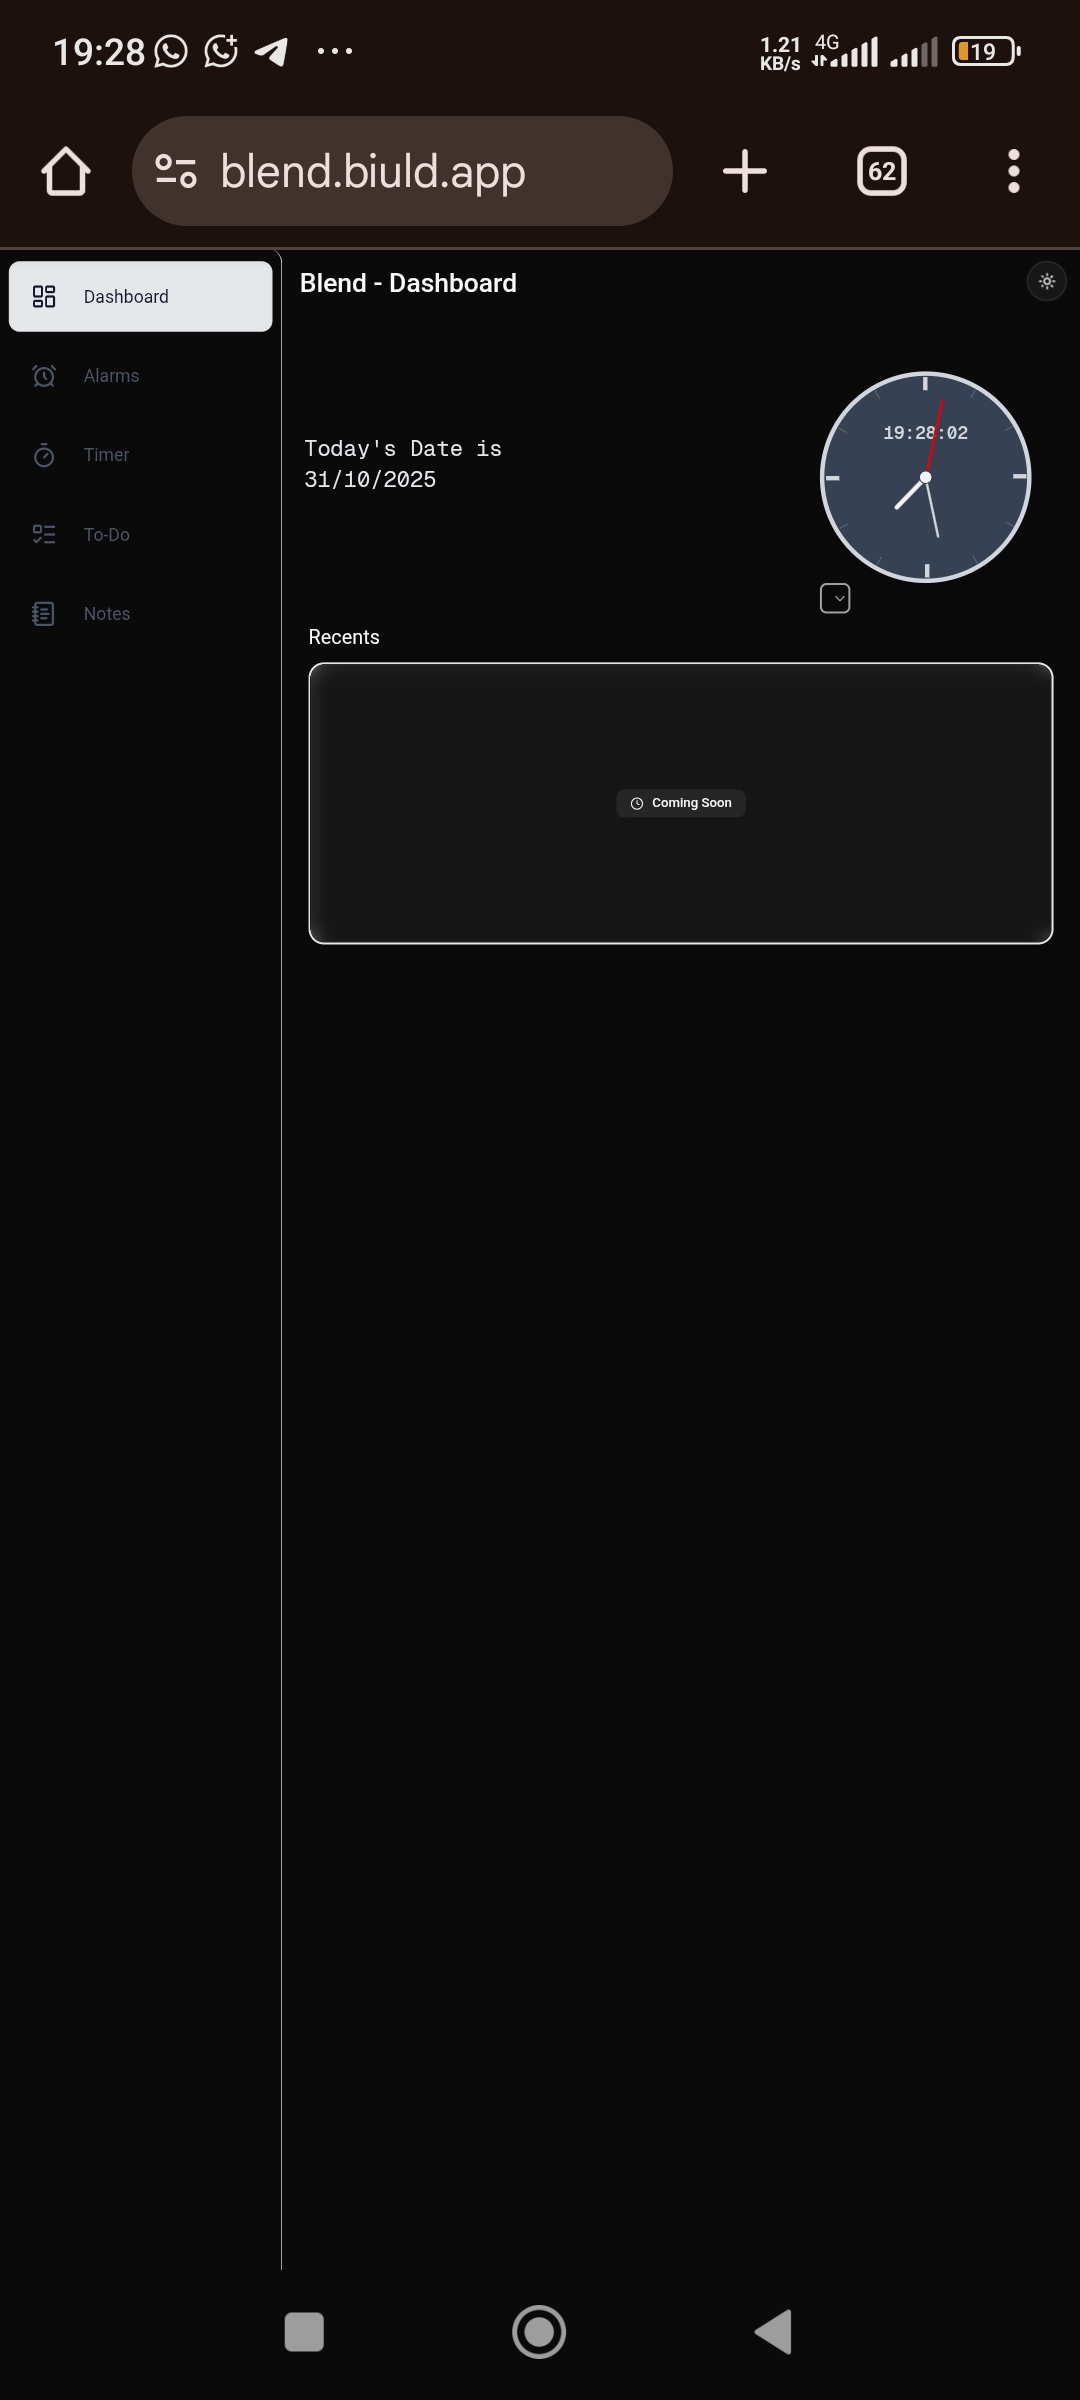 19:28
1.21 KB/s
4G
19
blend.biuld.app
62
Dashboard
Alarms
Timer
To-Do
Notes
Blend - Dashboard
Today's Date is
31/10/2025
19:28:02
Recents
Coming Soon